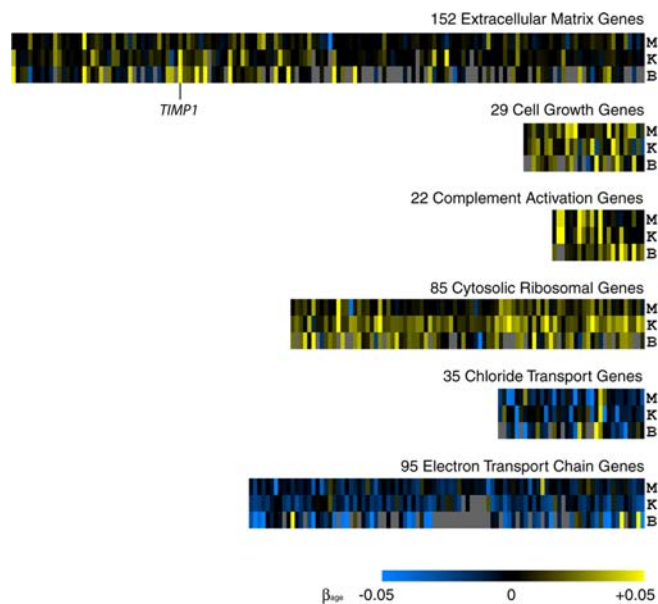 152 Extracellular Matrix Genes
M
K
B
TIMP1
29 Cell Growth Genes
M
K
B
22 Complement Activation Genes
M
K
B
85 Cytosolic Ribosomal Genes
M
K
B
35 Chloride Transport Genes
M
K
B
95 Electron Transport Chain Genes
M
K
B
βage -0.05 0 +0.05